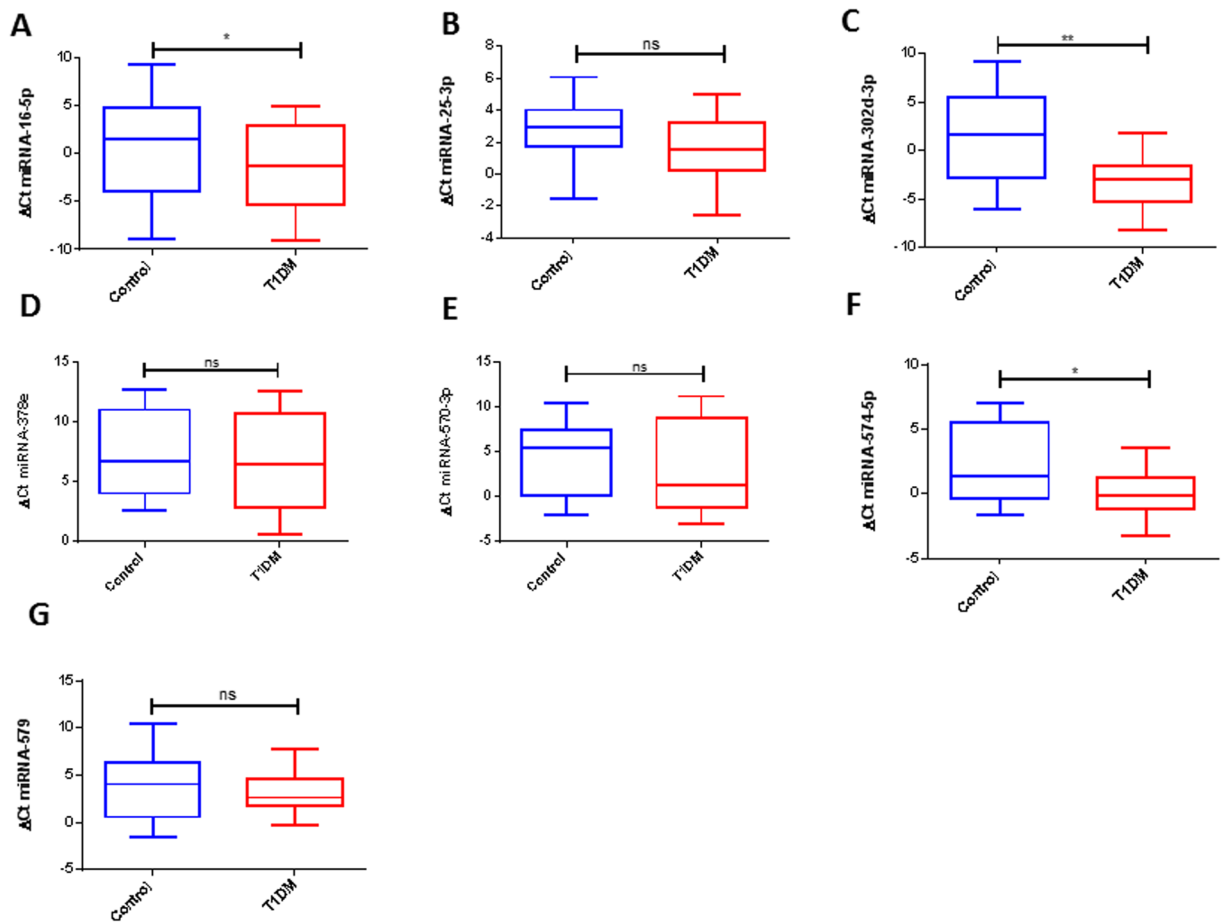 A
*
ΔCt miRNA-16-5p
10
5
0
-5
-10
Control
T1DM
B
ns
ΔCt miRNA-25-3p
8
6
4
2
0
-2
-4
Control
T1DM
C
**
ΔCt miRNA-302d-3p
10
5
0
-5
-10
Control
T1DM
D
ns
ΔCt miRNA-378e
15
10
5
0
Control
T1DM
E
ns
ΔCt miRNA-570-3p
15
10
5
0
-5
Control
T1DM
F
*
ΔCt miRNA-574-5p
10
5
0
-5
Control
T1DM
G
ns
ΔCt miRNA-579
15
10
5
0
-5
Control
T1DM